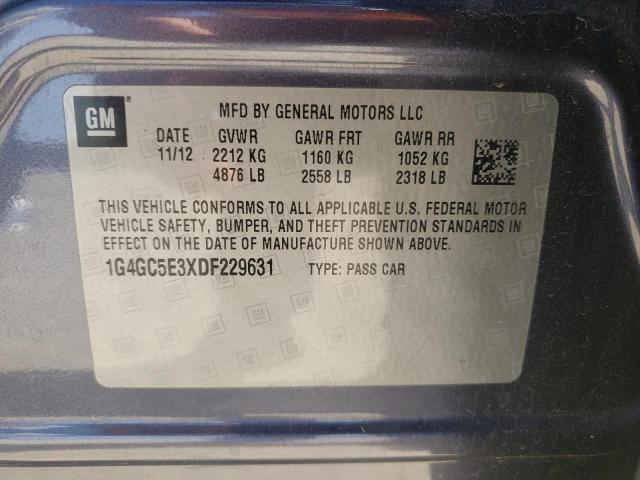 GM
MFD BY GENERAL MOTORS LLC
DATE GVWR GAWR FRT GAWR RR
11/12 2212 KG 1160 KG 1052 KG
4876 LB 2558 LB 2318 LB
THIS VEHICLE CONFORMS TO ALL APPLICABLE U.S. FEDERAL MOTOR
VEHICLE SAFETY, BUMPER, AND THEFT PREVENTION STANDARDS IN
EFFECT ON THE DATE OF MANUFACTURE SHOWN ABOVE.
1G4GC5E3XDF229631 TYPE: PASS CAR